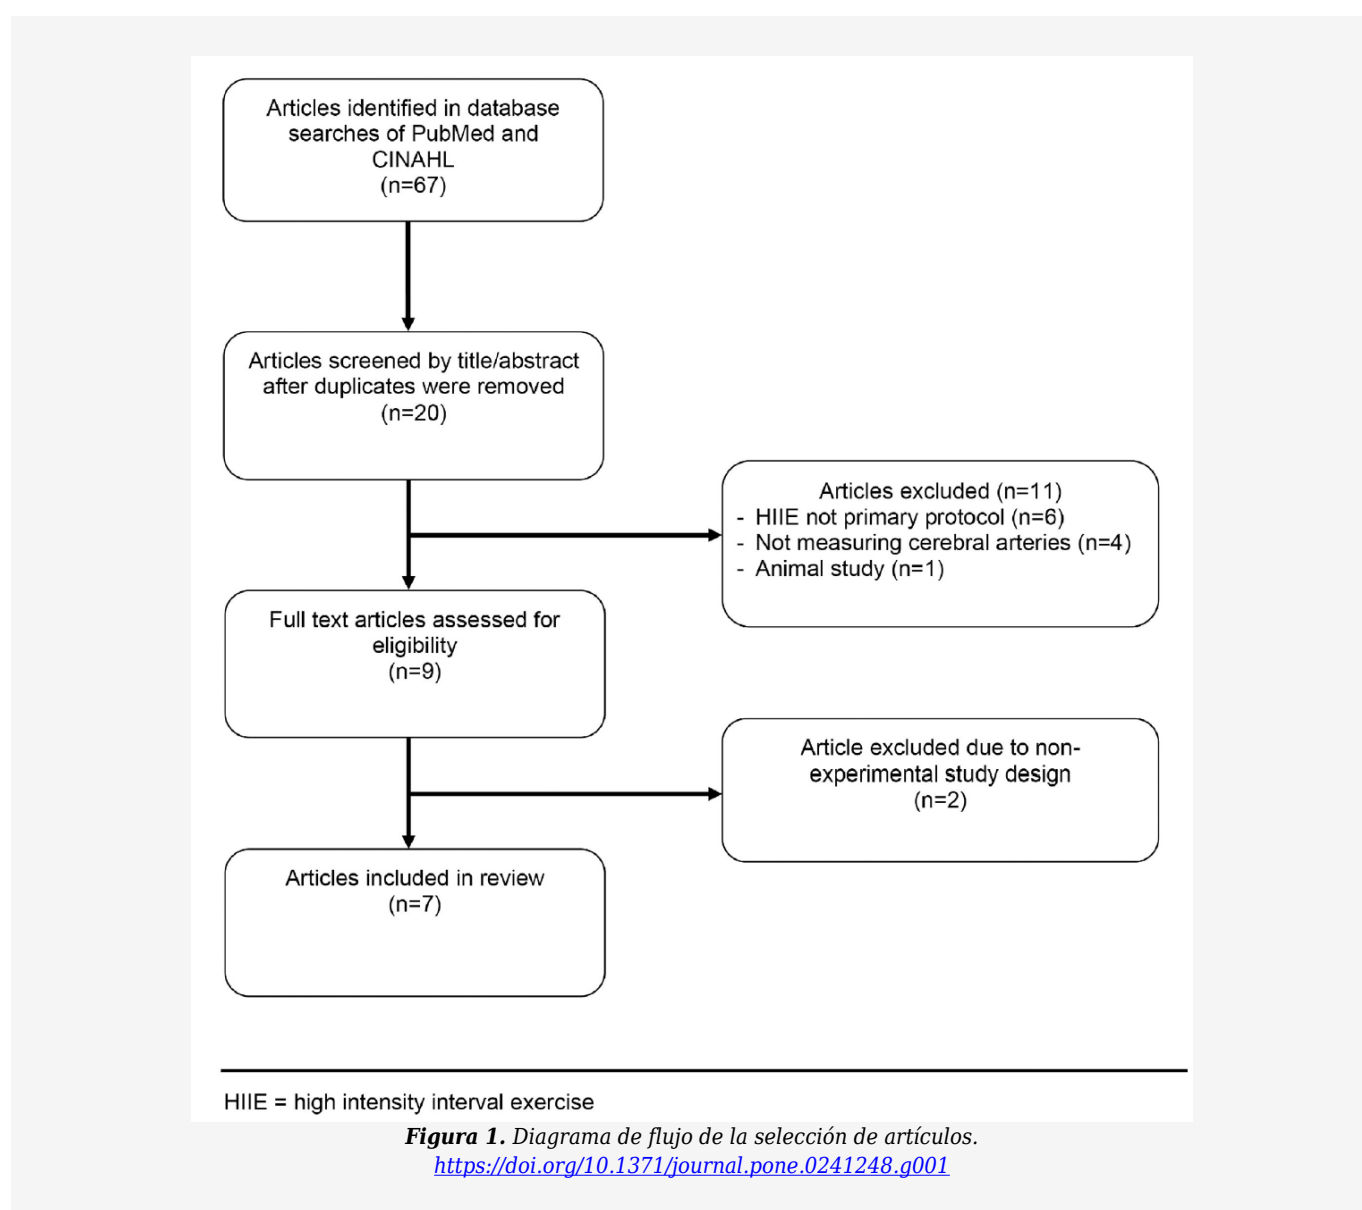 Articles identified in database
searches of PubMed and
CINAHL
(n=67)
Articles screened by title/abstract
after duplicates were removed
(n=20)
Articles excluded (n=11)
- HIIE not primary protocol (n=6)
- Not measuring cerebral arteries (n=4)
- Animal study (n=1)
Full text articles assessed for
eligibility
(n=9)
Article excluded due to non-
experimental study design
(n=2)
Articles included in review
(n=7)
HIIE = high intensity interval exercise
Figura 1. Diagrama de flujo de la selección de artículos.
https://doi.org/10.1371/journal.pone.0241248.g001